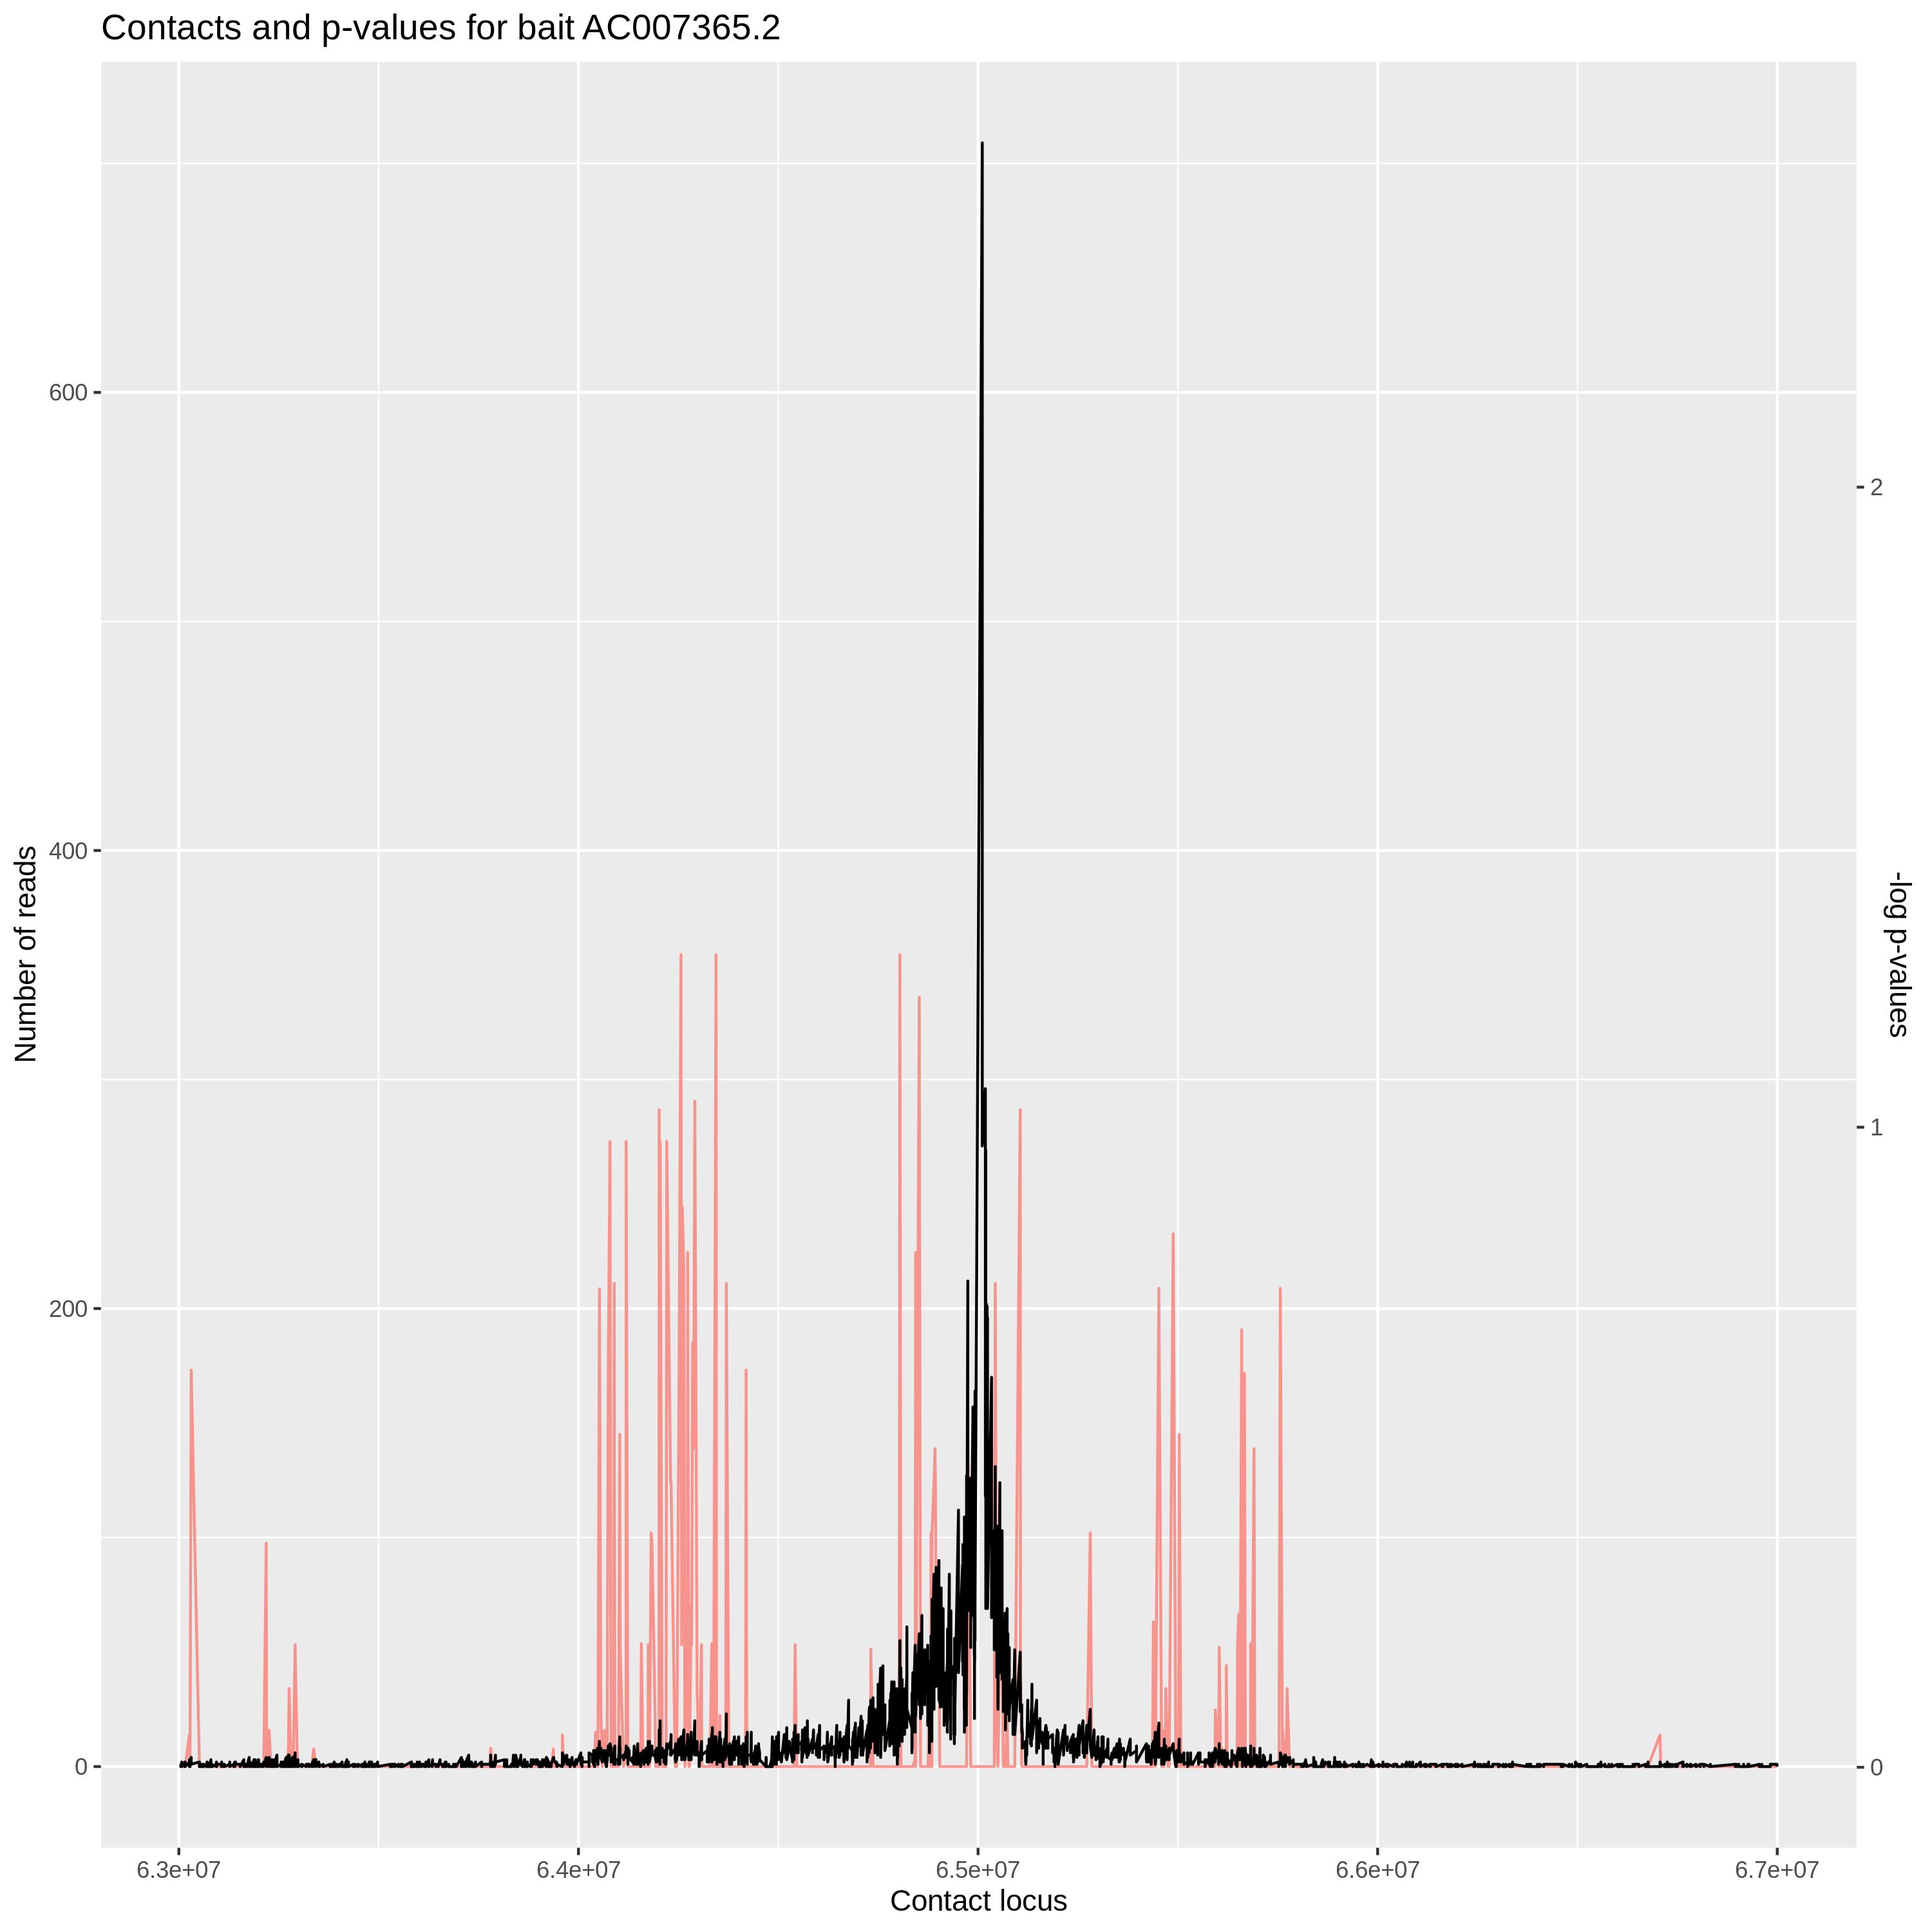 Contacts and p-values for bait AC007365.2
600
400
200
0
Number of reads
2
1
0
-log p-values
6.3e+07
6.4e+07
6.5e+07
6.6e+07
6.7e+07
Contact locus